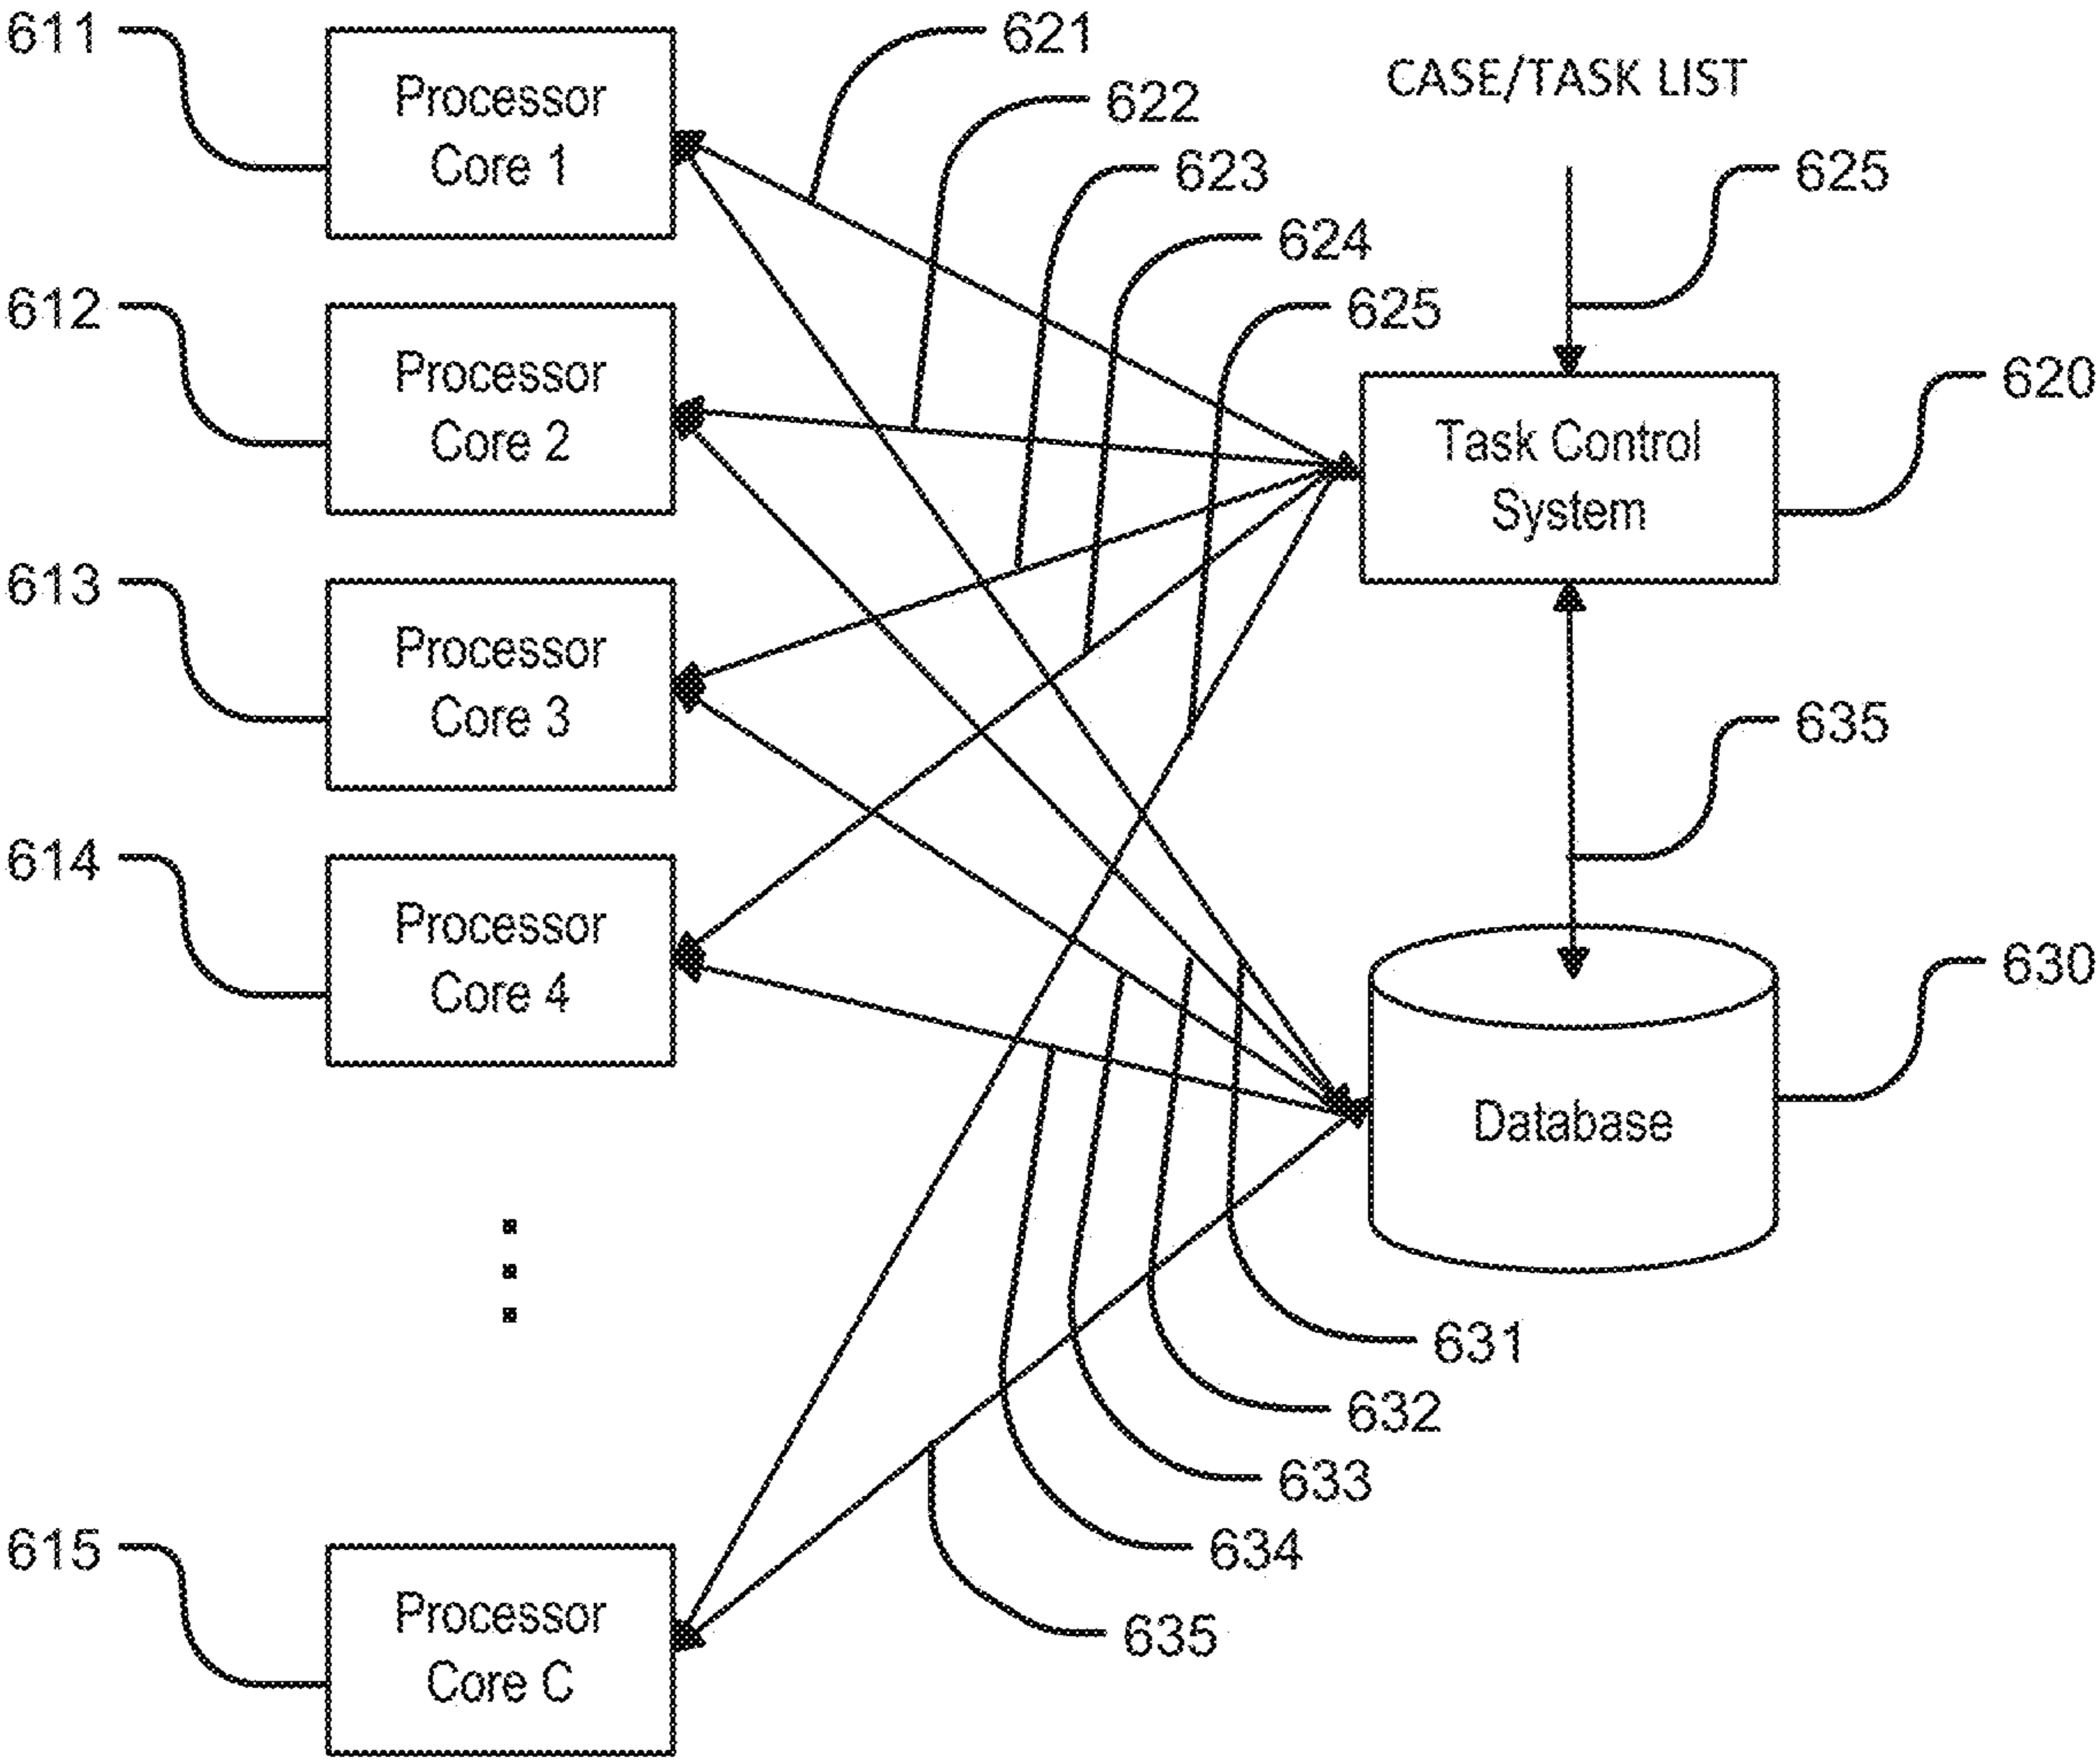 611
Processor
Core 1
621
622
623
624
625
CASE/TASK LIST
625
612
Processor
Core 2
Task Control
System
620
613
Processor
Core 3
635
614
Processor
Core 4
Database
630
631
632
633
634
635
615
Processor
Core C